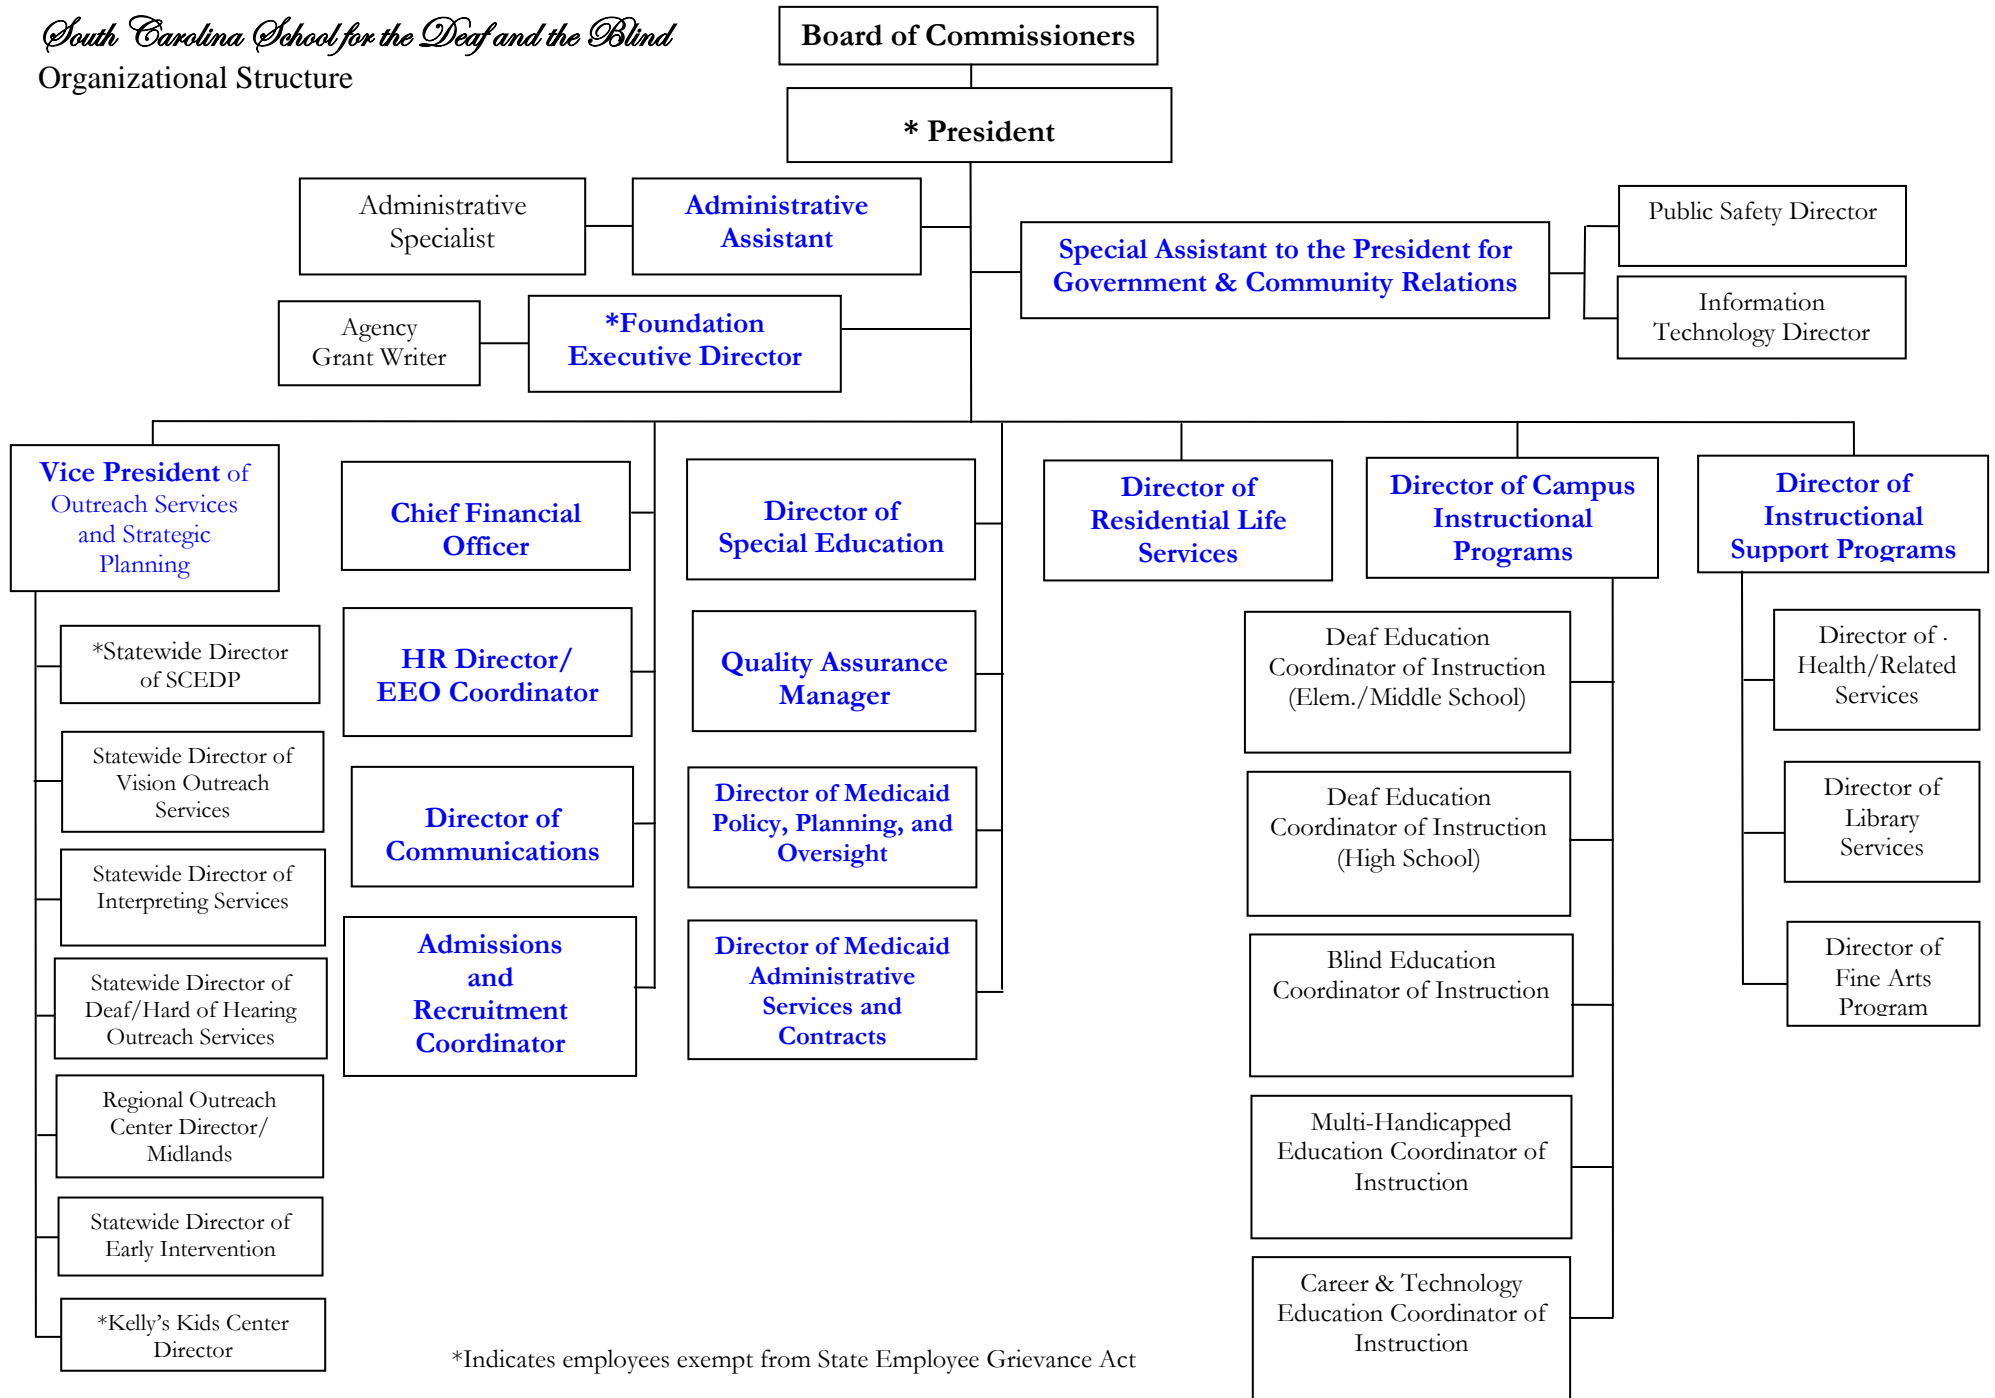 South Carolina School for the Deaf and the Blind
Organizational Structure
Board of Commissioners
* President
Administrative
Specialist
Administrative
Assistant
Special Assistant to the President for
Government & Community Relations
Public Safety Director
Information
Technology Director
Agency
Grant Writer
*Foundation
Executive Director
Vice President of
Outreach Services
and Strategic
Planning
*Statewide Director
of SCEDP
Statewide Director of
Vision Outreach
Services
Statewide Director of
Interpreting Services
Statewide Director of
Deaf/Hard of Hearing
Outreach Services
Regional Outreach
Center Director/
Midlands
Statewide Director of
Early Intervention
*Kelly's Kids Center
Director
Chief Financial
Officer
HR Director/
EEO Coordinator
Director of
Communications
Admissions
and
Recruitment
Coordinator
Director of
Special Education
Quality Assurance
Manager
Director of Medicaid
Policy, Planning, and
Oversight
Director of Medicaid
Administrative
Services and
Contracts
Director of
Residential Life
Services
Director of Campus
Instructional
Programs
Deaf Education
Coordinator of Instruction
(Elem./Middle School)
Deaf Education
Coordinator of Instruction
(High School)
Blind Education
Coordinator of Instruction
Multi-Handicapped
Education Coordinator of
Instruction
Career & Technology
Education Coordinator of
Instruction
Director of
Instructional
Support Programs
Director of .
Health/Related
Services
Director of
Library
Services
Director of
Fine Arts
Program
*Indicates employees exempt from State Employee Grievance Act